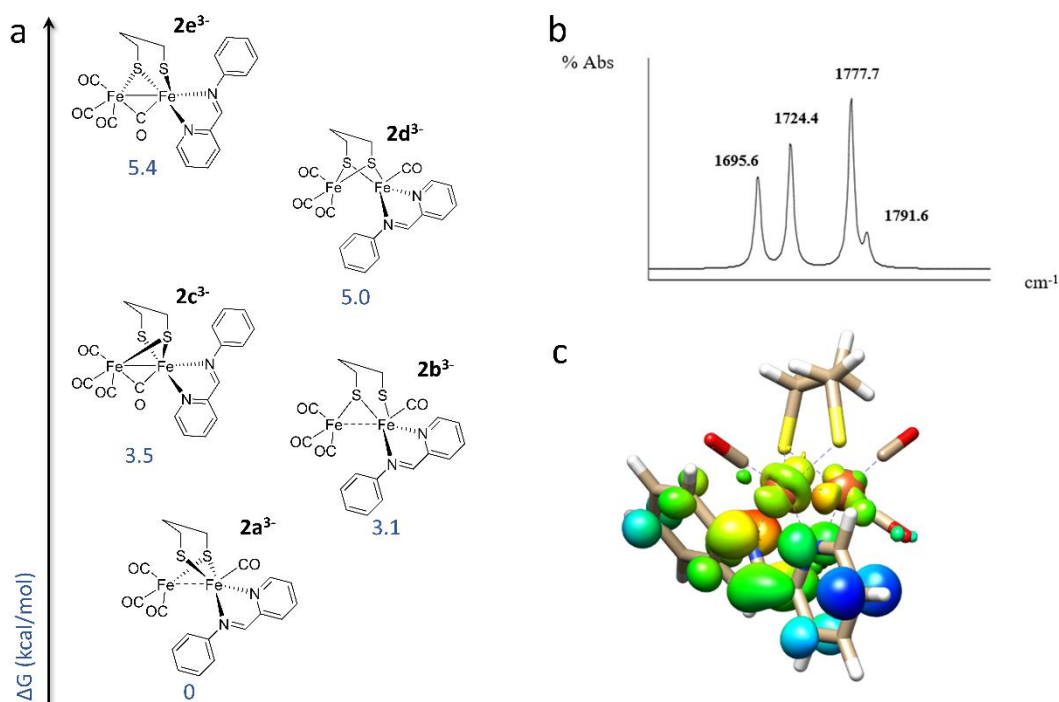 a
ΔG (kcal/mol)
2e³⁻
S
S
OC
Fe
Fe
N
OC
OC
C
O
N
5.4
2d³⁻
S
S
CO
OC
Fe
Fe
N
OC
OC
N
5.0
2c³⁻
S
S
OC
Fe
Fe
N
OC
OC
C
O
N
3.5
2b³⁻
S
S
OC
CO
Fe
Fe
N
OC
OC
N
3.1
2a³⁻
S
S
OC
CO
Fe
Fe
N
OC
OC
N
0
b
% Abs
1777.7
1724.4
1695.6
1791.6
cm⁻¹
c